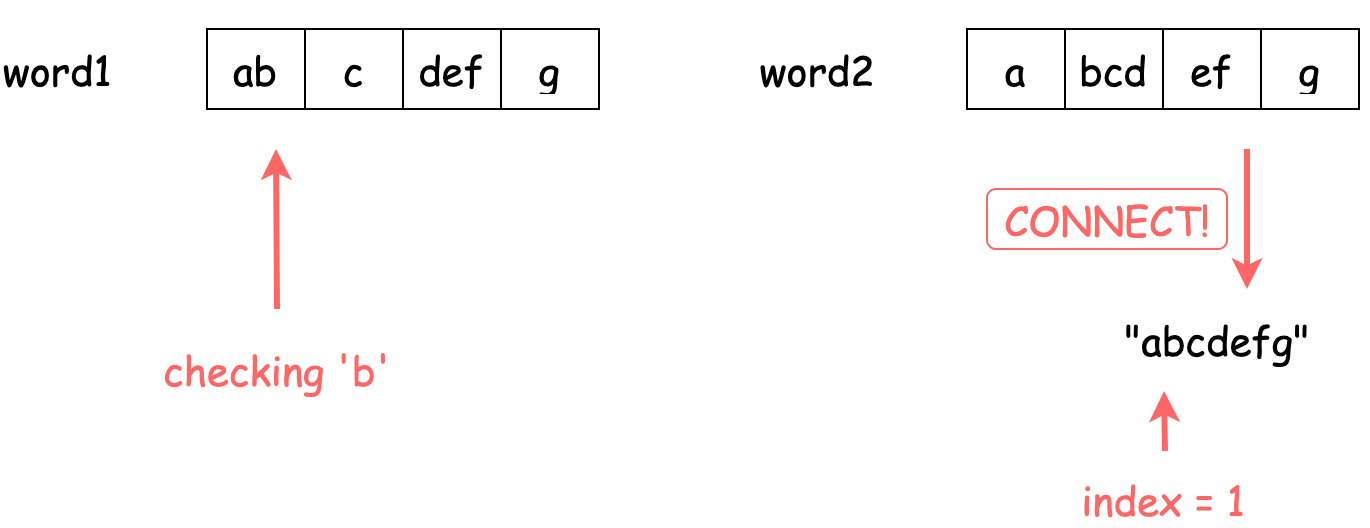 word1 ab c def g word2 a bcd ef g
CONNECT!
"abcdefg"
checking 'b'
index = 1